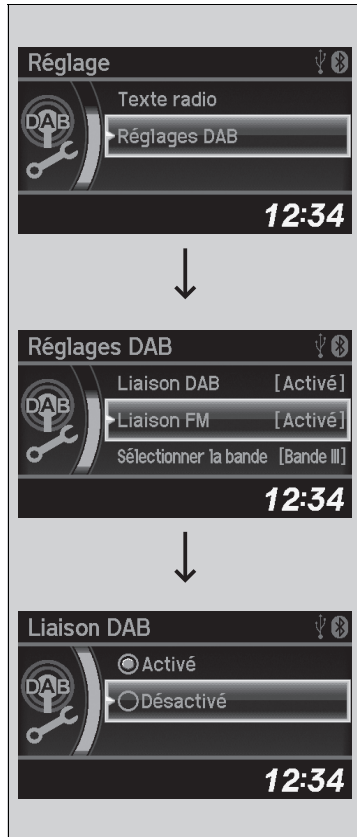 Réglage
Texte radio
DAB
Réglages DAB
12:34
Réglages DAB
Liaison DAB [Activé]
DAB
Liaison FM [Activé]
Sélectionner la bande [Bande III]
12:34
Liaison DAB
Activé
DAB
Désactivé
12:34